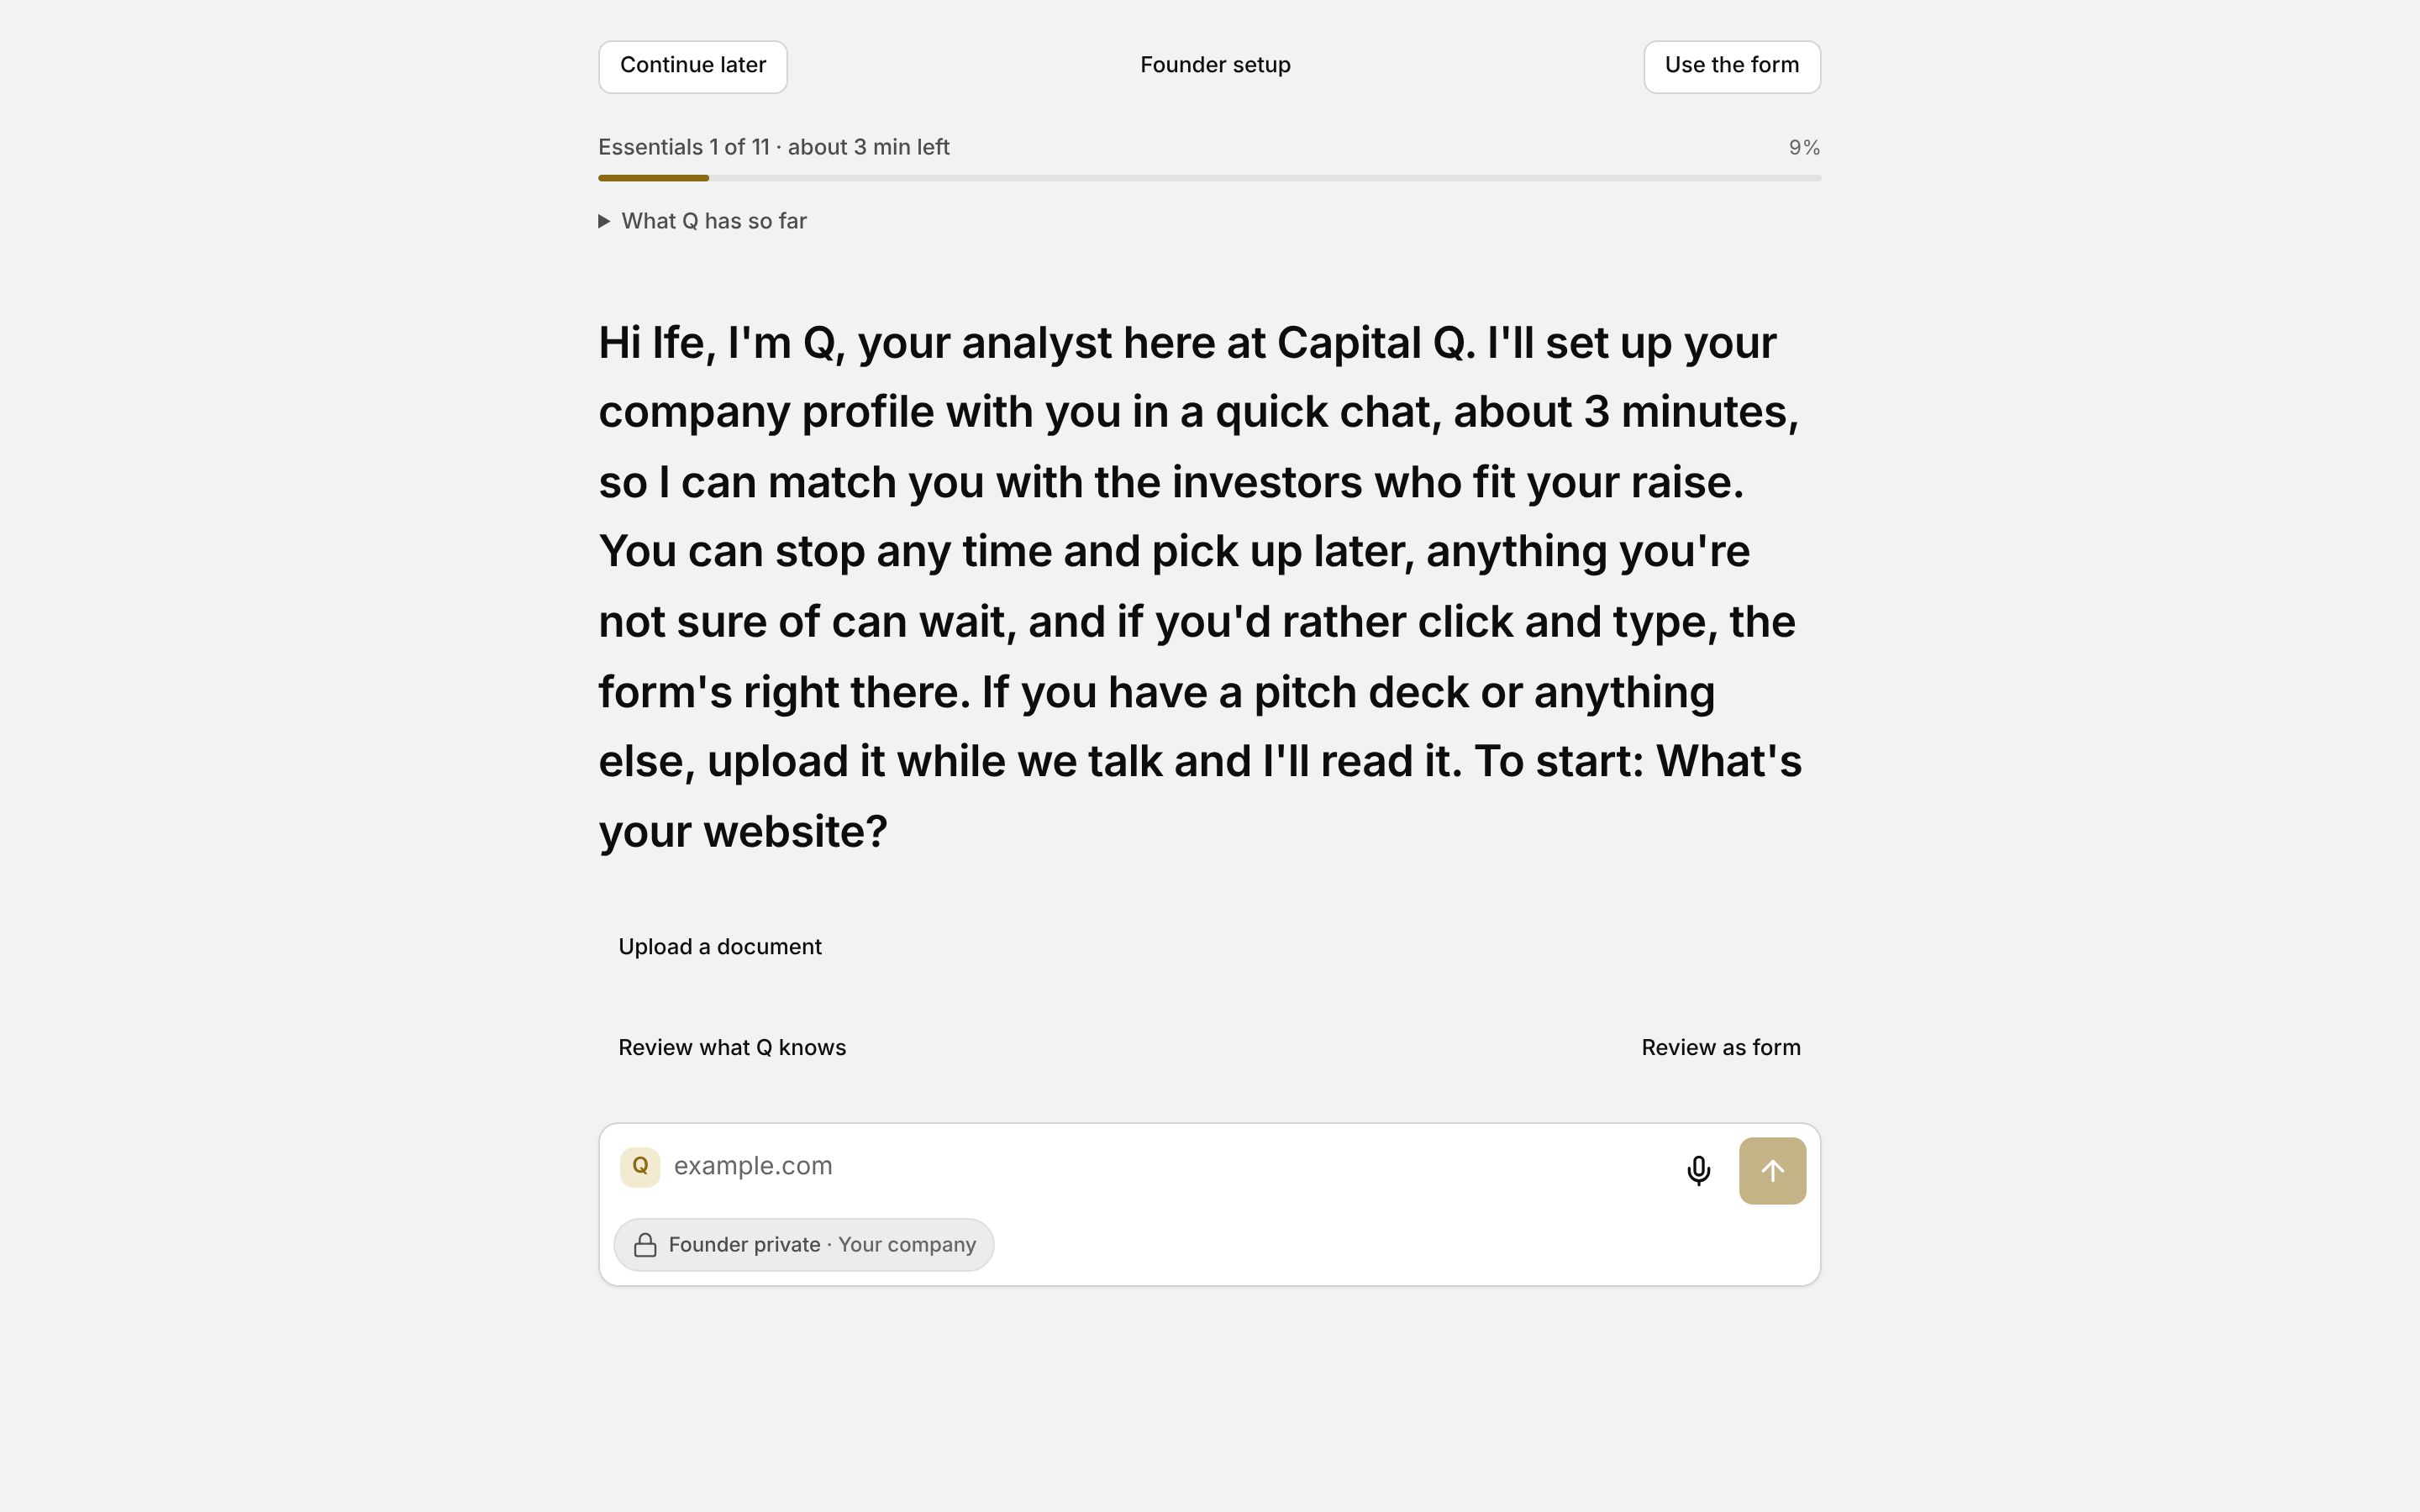 Continue later
Founder setup
Use the form
Essentials 1 of 11 · about 3 min left
9%
What Q has so far
Hi Ife, I'm Q, your analyst here at Capital Q. I'll set up your
company profile with you in a quick chat, about 3 minutes,
so I can match you with the investors who fit your raise.
You can stop any time and pick up later, anything you're
not sure of can wait, and if you'd rather click and type, the
form's right there. If you have a pitch deck or anything
else, upload it while we talk and I'll read it. To start: What's
your website?
Upload a document
Review what Q knows
Review as form
Q
example.com
Founder private · Your company